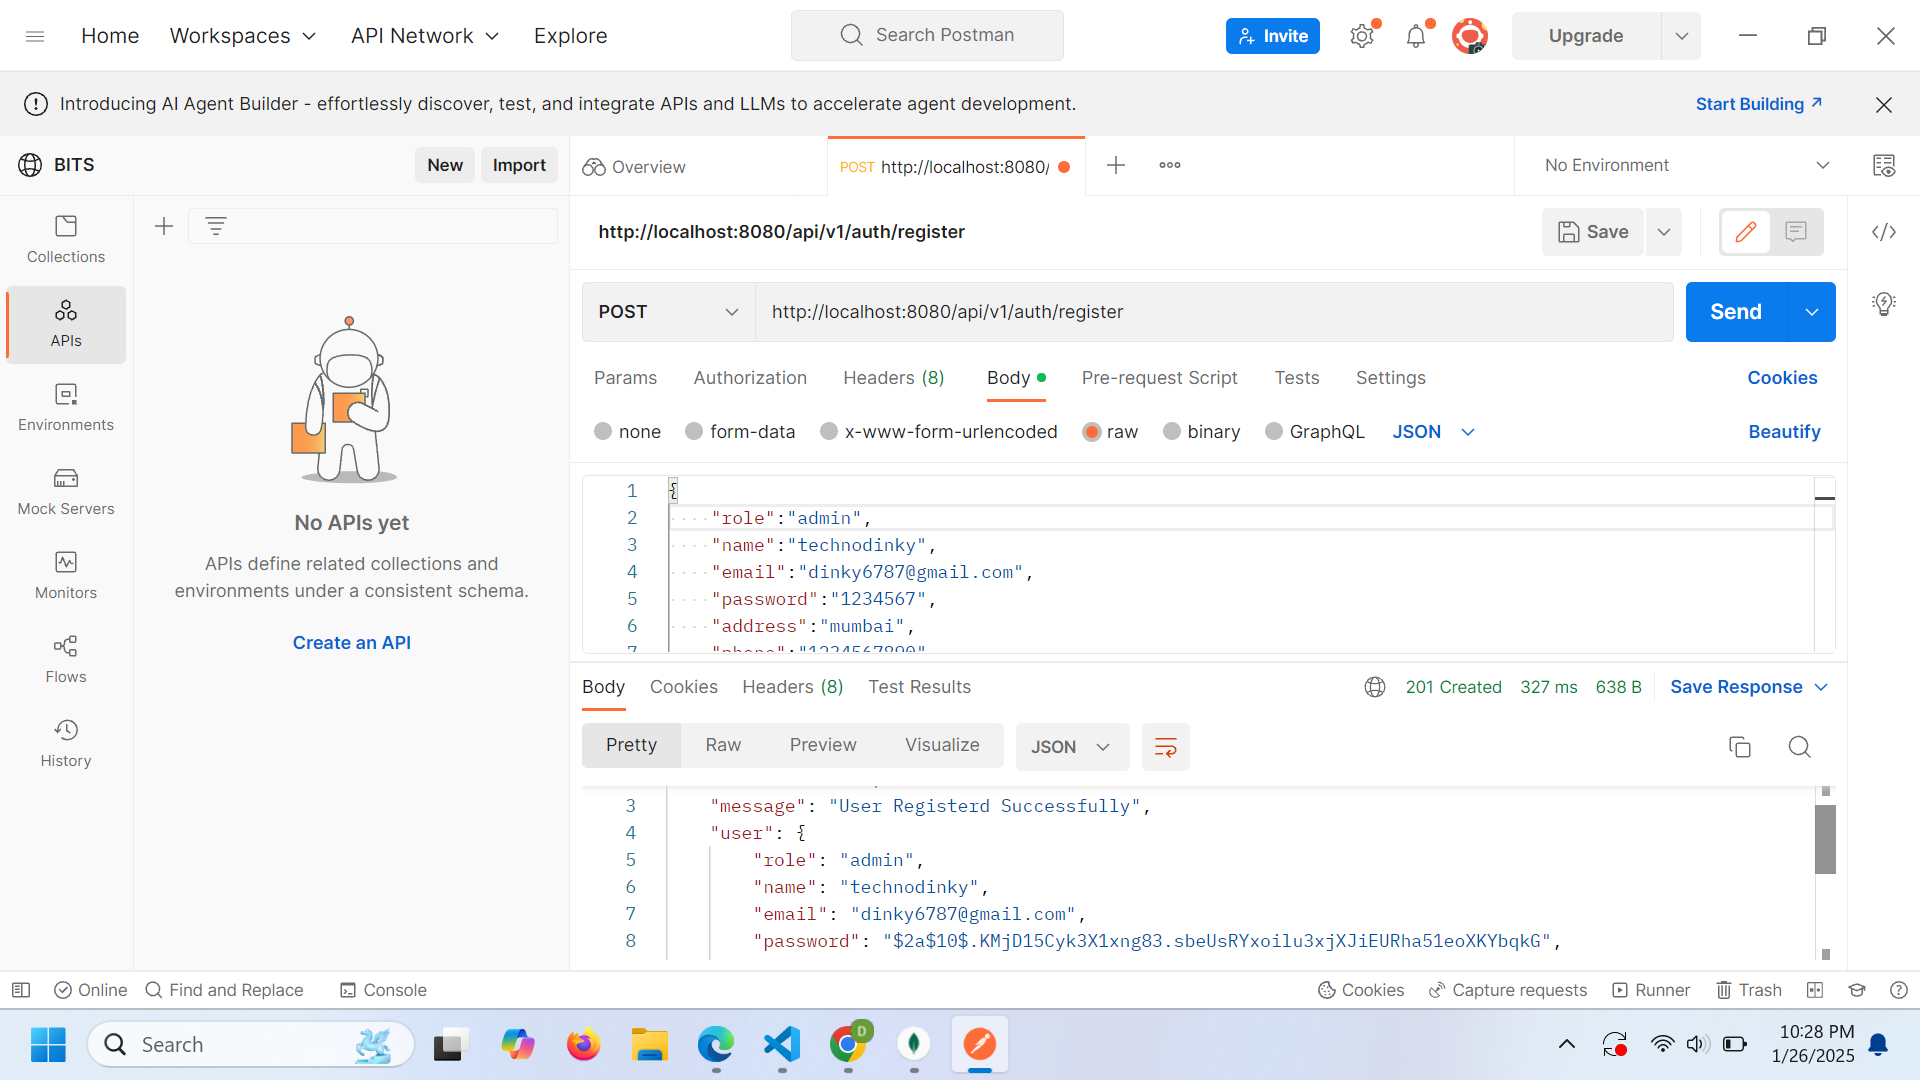 Home Workspaces API Network Explore Search Postman Invite Upgrade
Introducing AI Agent Builder - effortlessly discover, test, and integrate APIs and LLMs to accelerate agent development. Start Building
BITS New Import Overview POST http://localhost:8080/ No Environment
http://localhost:8080/api/v1/auth/register Save
Collections
APIs
Environments
Mock Servers
Monitors
Flows
History
No APIs yet
APIs define related collections and
environments under a consistent schema.
Create an API
POST http://localhost:8080/api/v1/auth/register Send
Params Authorization Headers (8) Body Pre-request Script Tests Settings Cookies
none form-data x-www-form-urlencoded raw binary GraphQL JSON Beautify
1 {
2 "role":"admin",
3 "name":"technodinky",
4 "email":"dinky6787@gmail.com",
5 "password":"1234567",
6 "address":"mumbai",
7 "phone":"1234567890"
Body Cookies Headers (8) Test Results 201 Created 327 ms 638 B Save Response
Pretty Raw Preview Visualize JSON
3 "message": "User Registerd Successfully",
4 "user": {
5 "role": "admin",
6 "name": "technodinky",
7 "email": "dinky6787@gmail.com",
8 "password": "$2a$10$.KMjD15Cyk3X1xng83.sbeUsRYxoilu3xjXJiEURha51eoXKYbqkG",
Online Find and Replace Console Cookies Capture requests Runner Trash
Search D 10:28 PM
1/26/2025